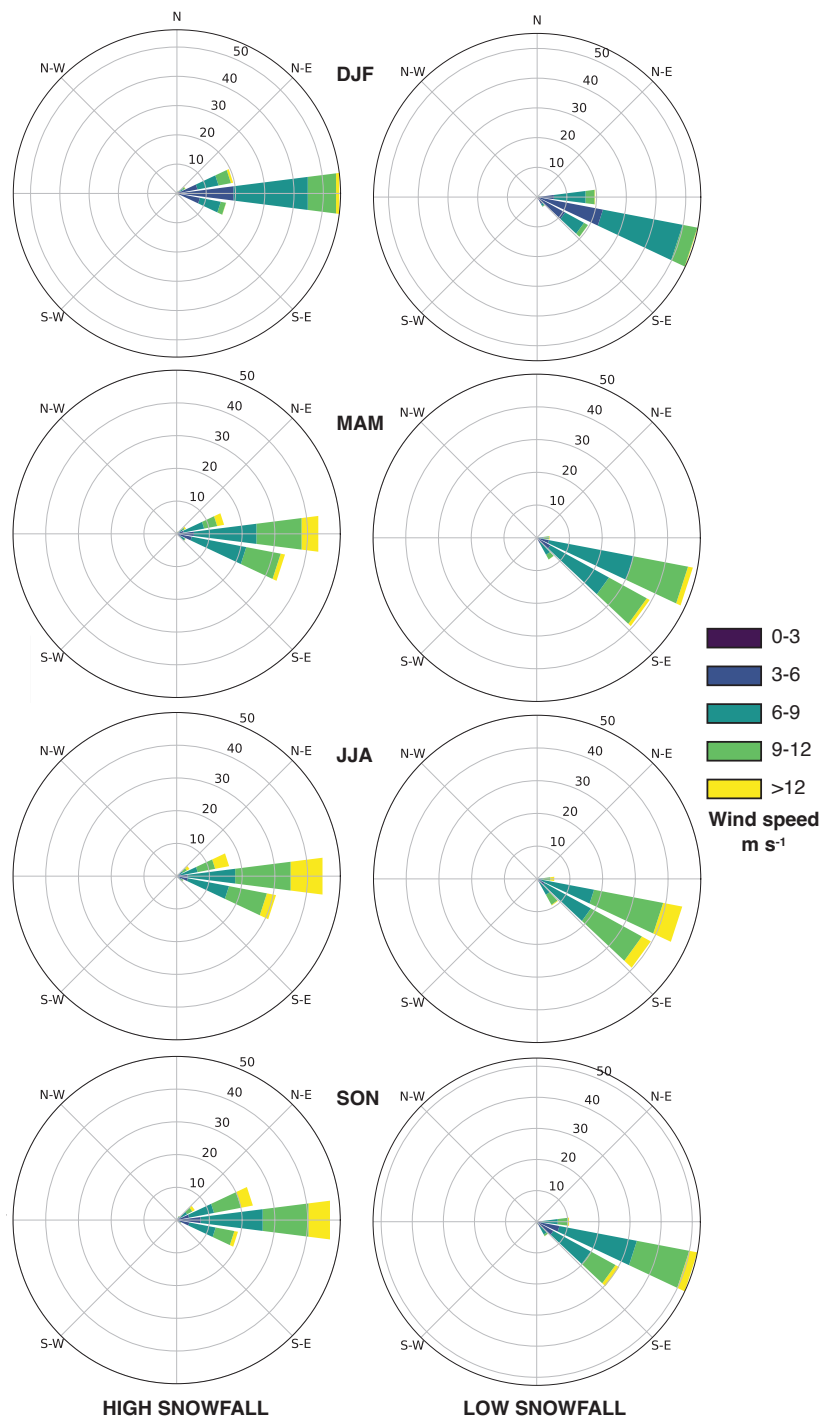 N
N
50
50
N-W
N-E
DJF
N-W
N-E
40
40
30
30
20
20
10
10
S-W
S-E
S-W
S-E
50
50
N-W
N-E
MAM
N-W
N-E
40
40
30
30
20
20
10
10
S-W
S-E
S-W
S-E
0-3
3-6
6-9
9-12
>12
Wind speed
m s⁻¹
50
50
N-W
N-E
JJA
N-W
N-E
40
40
30
30
20
20
10
10
S-W
S-E
S-W
S-E
50
50
N-W
N-E
SON
N-W
N-E
40
40
30
30
20
20
10
10
S-W
S-E
S-W
S-E
HIGH SNOWFALL
LOW SNOWFALL